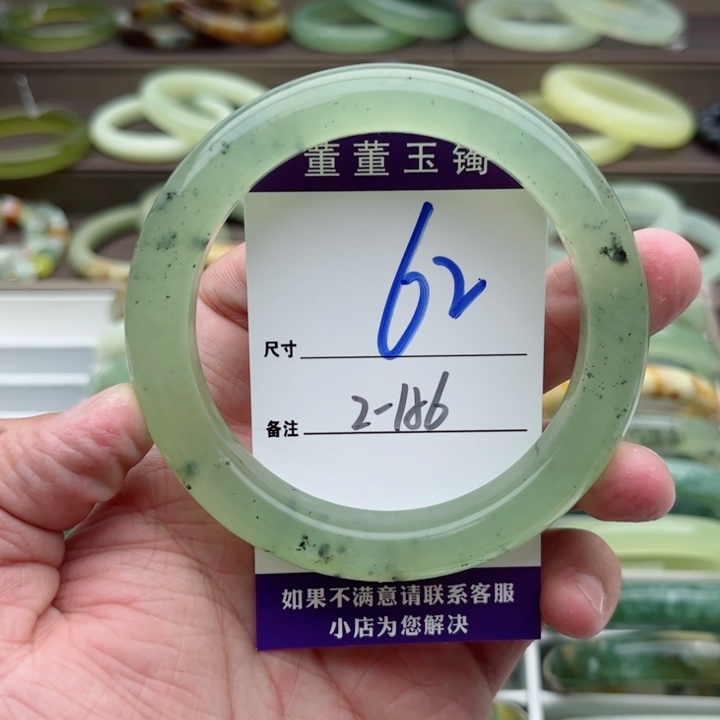 董董玉镯
62
尺寸
2-186
备注
如果不满意请联系客服
小店为您解决